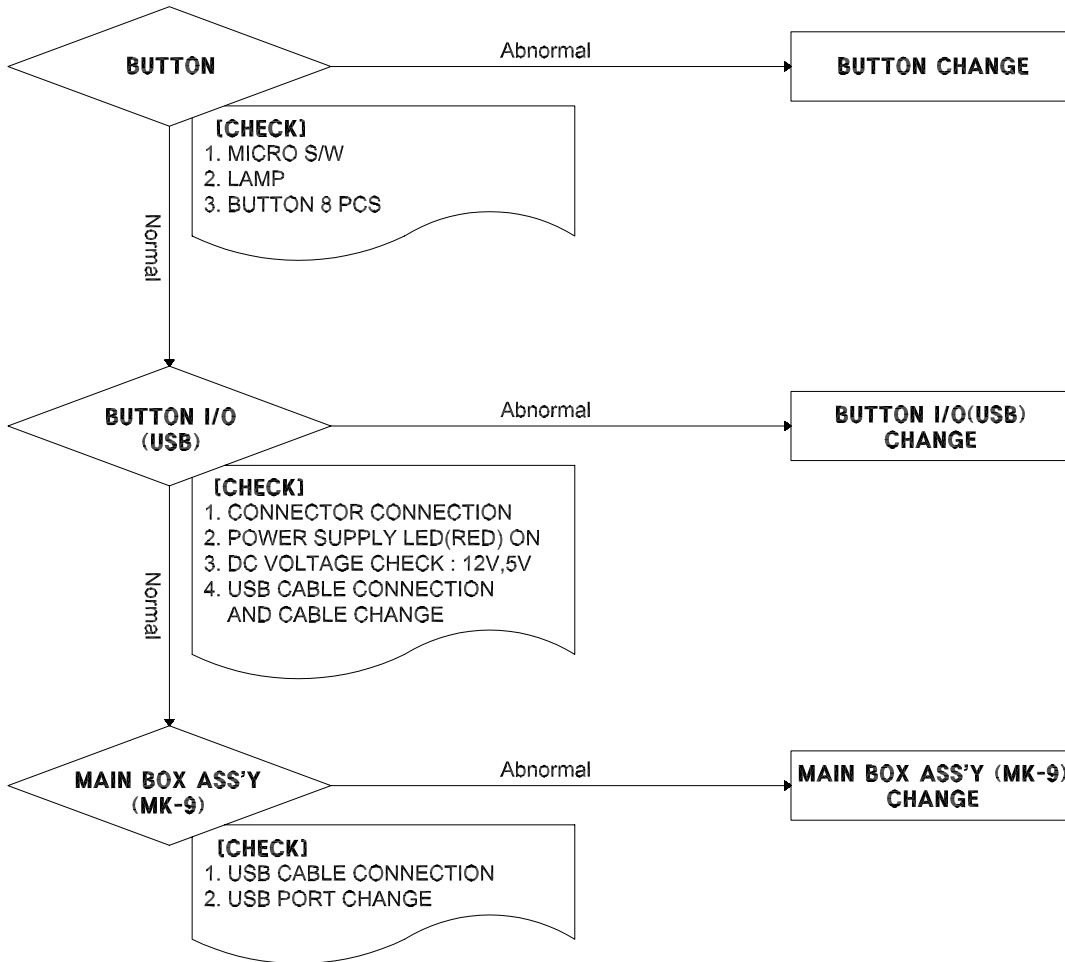 BUTTON
Abnormal
BUTTON CHANGE
[CHECK]
1. MICRO S/W
2. LAMP
3. BUTTON 8 PCS
Normal
BUTTON I/O
(USB)
Abnormal
BUTTON I/O(USB)
CHANGE
[CHECK]
1. CONNECTOR CONNECTION
2. POWER SUPPLY LED(RED) ON
3. DC VOLTAGE CHECK : 12V,5V
4. USB CABLE CONNECTION
AND CABLE CHANGE
Normal
MAIN BOX ASS'Y
(MK-9)
Abnormal
MAIN BOX ASS'Y (MK-9)
CHANGE
[CHECK]
1. USB CABLE CONNECTION
2. USB PORT CHANGE